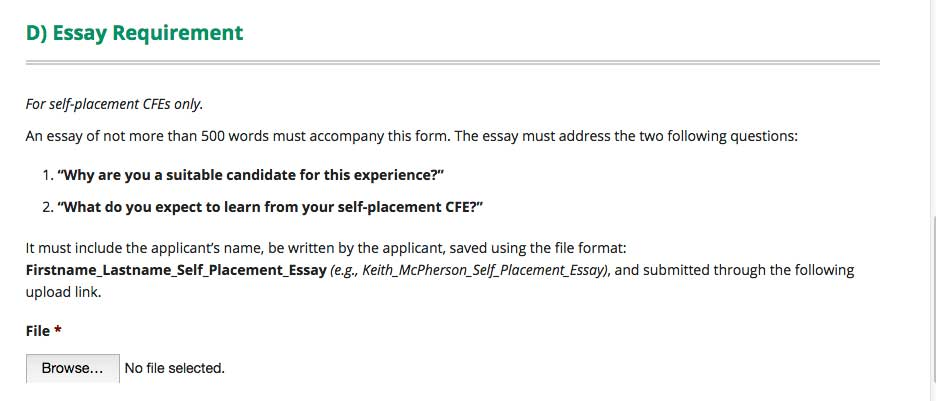 D) Essay Requirement
For self-placement CFEs only.
An essay of not more than 500 words must accompany this form. The essay must address the two following questions:
1. “Why are you a suitable candidate for this experience?”
2. “What do you expect to learn from your self-placement CFE?”
It must include the applicant’s name, be written by the applicant, saved using the file format:
Firstname_Lastname_Self_Placement_Essay (e.g., Keith_McPherson_Self_Placement_Essay), and submitted through the following
upload link.
File *
Browse... No file selected.